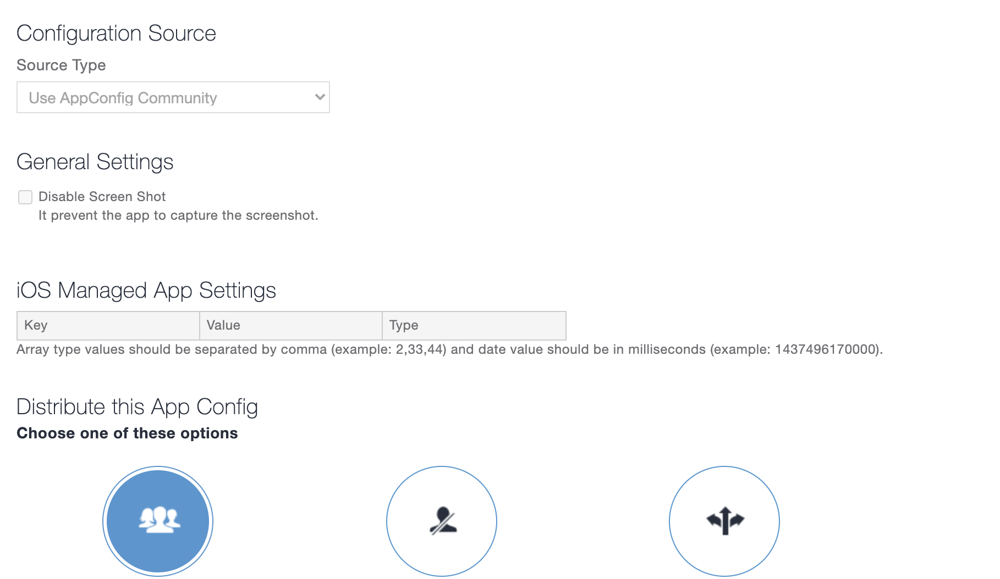 Configuration Source
Source Type
Use AppConfig Community
General Settings
Disable Screen Shot
It prevent the app to capture the screenshot.
iOS Managed App Settings
Key Value Type
Array type values should be separated by comma (example: 2,33,44) and date value should be in milliseconds (example: 1437496170000).
Distribute this App Config
Choose one of these options